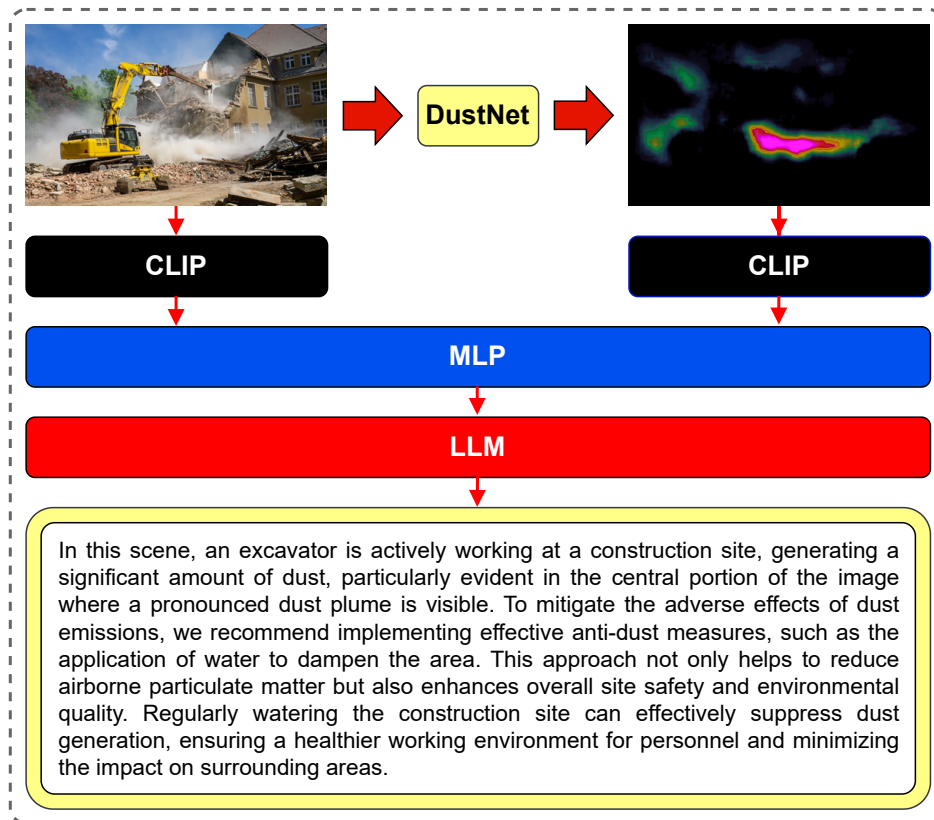 DustNet
CLIP
CLIP
MLP
LLM
In this scene, an excavator is actively working at a construction site, generating a
significant amount of dust, particularly evident in the central portion of the image
where a pronounced dust plume is visible. To mitigate the adverse effects of dust
emissions, we recommend implementing effective anti-dust measures, such as the
application of water to dampen the area. This approach not only helps to reduce
airborne particulate matter but also enhances overall site safety and environmental
quality. Regularly watering the construction site can effectively suppress dust
generation, ensuring a healthier working environment for personnel and minimizing
the impact on surrounding areas.